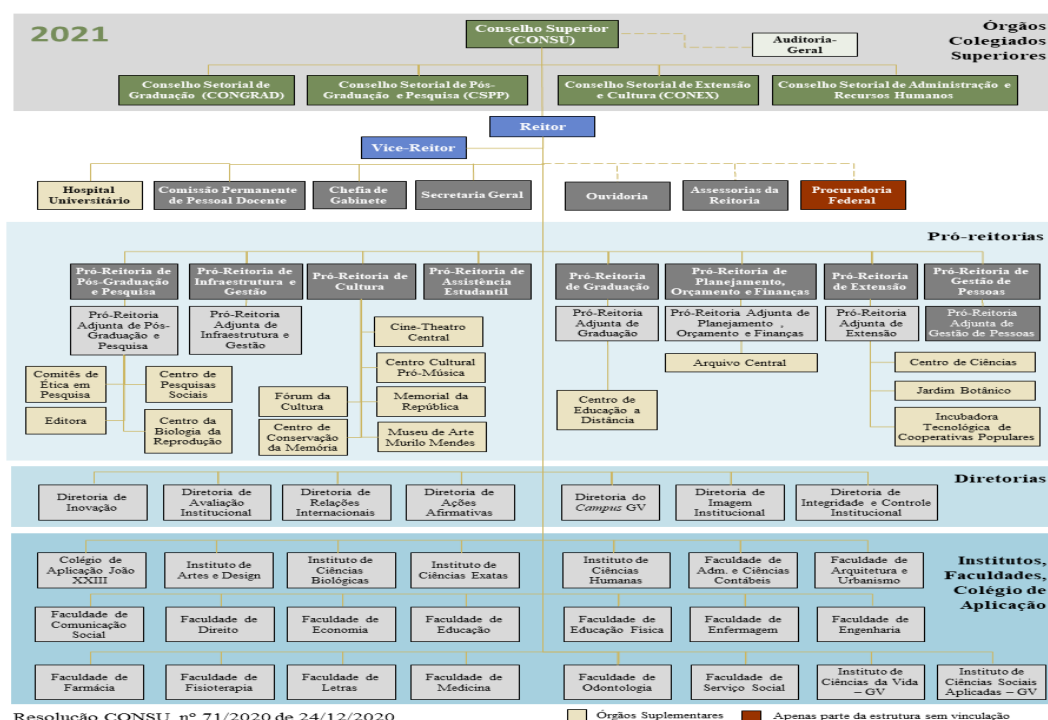 2021
Conselho Superior
(CONSU)
Auditoria-
Geral
Órgãos
Colegiados
Superiores
Conselho Setorial de
Graduação (CONGRAD)
Conselho Setorial de Pós-
Graduação e Pesquisa (CSPP)
Conselho Setorial de Extensão
e Cultura (CONEX)
Conselho Setorial de Administração e
Recursos Humanos
Reitor
Vice-Reitor
Hospital
Universitário
Comissão Permanente
de Pessoal Docente
Chefia de
Gabinete
Secretaria Geral
Ouvidoria
Assessorias da
Reitoria
Procuradoria
Federal
Pró-reitorias
Pró-Reitoria de
Pós-Graduação
e Pesquisa
Pró-Reitoria de
Infraestrutura e
Gestão
Pró-Reitoria de
Cultura
Pró-Reitoria de
Assistência
Estudantil
Pró-Reitoria
de Graduação
Pró-Reitoria de
Planejamento,
Orçamento e Finanças
Pró-Reitoria
de Extensão
Pró-Reitoria de
Gestão de
Pessoas
Pró-Reitoria
Adjunta de Pós-
Graduação e
Pesquisa
Pró-Reitoria
Adjunta de
Infraestrutura e
Gestão
Pró-Reitoria
Adjunta de
Graduação
Pró-Reitoria Adjunta de
Planejamento ,
Orçamento e Finanças
Pró-Reitoria
Adjunta de
Extensão
Pró-Reitoria
Adjunta de
Gestão de Pessoas
Comitês de
Ética em
Pesquisa
Centro de
Pesquisas
Sociais
Editora
Centro da
Biologia da
Reprodução
Cine-Theatro
Central
Centro Cultural
Pró-Música
Fórum da
Cultura
Memorial da
República
Centro de
Conservação
da Memória
Museu de Arte
Murilo Mendes
Centro de
Educação a
Distância
Arquivo Central
Centro de Ciências
Jardim Botânico
Incubadora
Tecnológica de
Cooperativas Populares
Diretorias
Diretoria de
Inovação
Diretoria de
Avaliação
Institucional
Diretoria de
Relações
Internacionais
Diretoria de
Ações
Afirmativas
Diretoria do
Campus GV
Diretoria de
Imagem
Institucional
Diretoria de
Integridade e Controle
Institucional
Institutos,
Faculdades,
Colégio de
Aplicação
Colégio de
Aplicação João
XXIII
Instituto de
Artes e Design
Instituto de
Ciências
Biológicas
Instituto de
Ciências Exatas
Instituto de
Ciências
Humanas
Faculdade de
Adm. e Ciências
Contábeis
Faculdade de
Arquitetura e
Urbanismo
Faculdade de
Comunicação
Social
Faculdade de
Direito
Faculdade de
Economia
Faculdade de
Educação
Faculdade de
Educação Física
Faculdade de
Enfermagem
Faculdade de
Engenharia
Faculdade de
Farmácia
Faculdade de
Fisioterapia
Faculdade de
Letras
Faculdade de
Medicina
Faculdade de
Odontologia
Faculdade de
Serviço Social
Instituto de
Ciências da Vida
– GV
Instituto de
Ciências Sociais
Aplicadas – GV
Resolução CONSU nº 71/2020 de 24/12/2020
Órgãos Suplementares
Apenas parte da estrutura sem vinculação